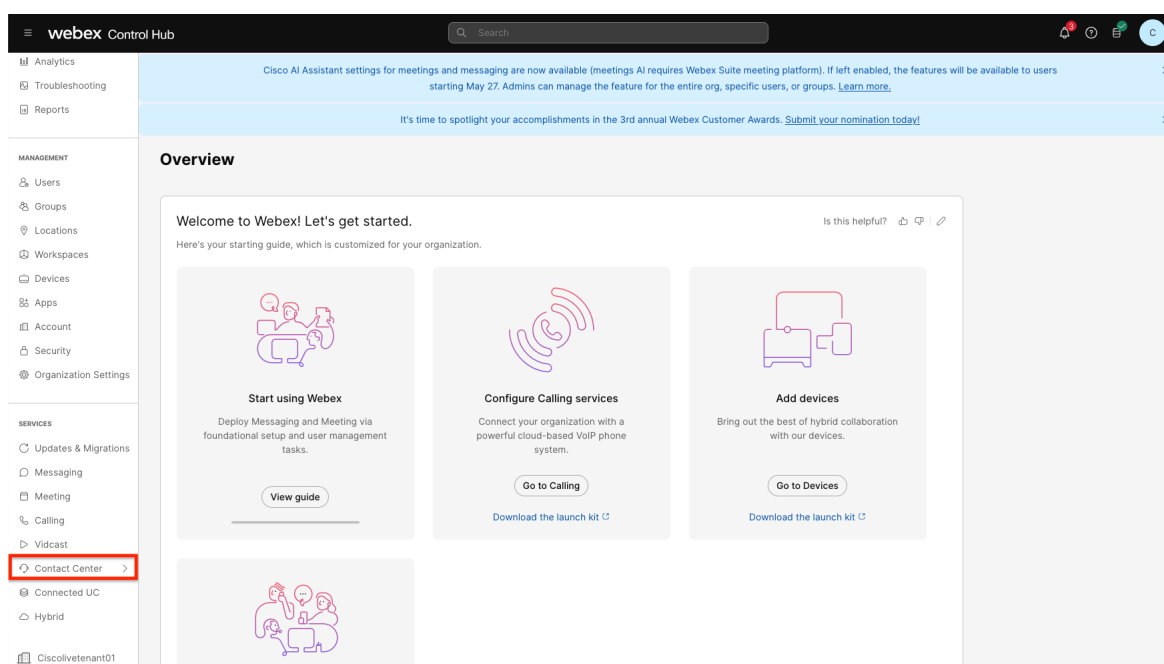 webex Control Hub
Search
3
C
Analytics
Troubleshooting
Reports
MANAGEMENT
Users
Groups
Locations
Workspaces
Devices
Apps
Account
Security
Organization Settings
SERVICES
Updates & Migrations
Messaging
Meeting
Calling
Vidcast
Contact Center
Connected UC
Hybrid
Ciscolivetenant01
Cisco AI Assistant settings for meetings and messaging are now available (meetings AI requires Webex Suite meeting platform). If left enabled, the features will be available to users
starting May 27. Admins can manage the feature for the entire org, specific users, or groups. Learn more.
It's time to spotlight your accomplishments in the 3rd annual Webex Customer Awards. Submit your nomination today!
Overview
Welcome to Webex! Let's get started.
Is this helpful?
Here's your starting guide, which is customized for your organization.
Start using Webex
Deploy Messaging and Meeting via
foundational setup and user management
tasks.
View guide
Configure Calling services
Connect your organization with a
powerful cloud-based VoIP phone
system.
Go to Calling
Download the launch kit
Add devices
Bring out the best of hybrid collaboration
with our devices.
Go to Devices
Download the launch kit